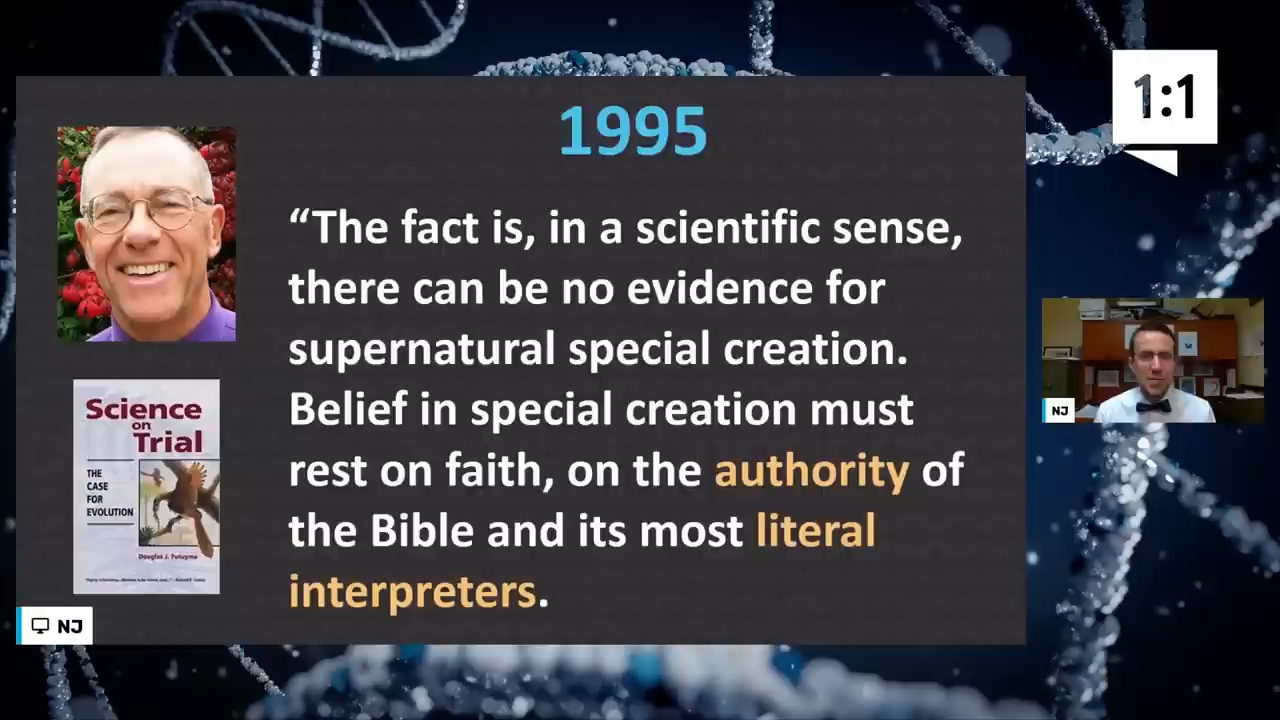 1995
1:1
“The fact is, in a scientific sense,
there can be no evidence for
supernatural special creation.
Belief in special creation must
rest on faith, on the authority of
the Bible and its most literal
interpreters.
Science
on
Trial
THE
CASE
FOR
EVOLUTION
Douglas J. Futuyma
NJ
NJ